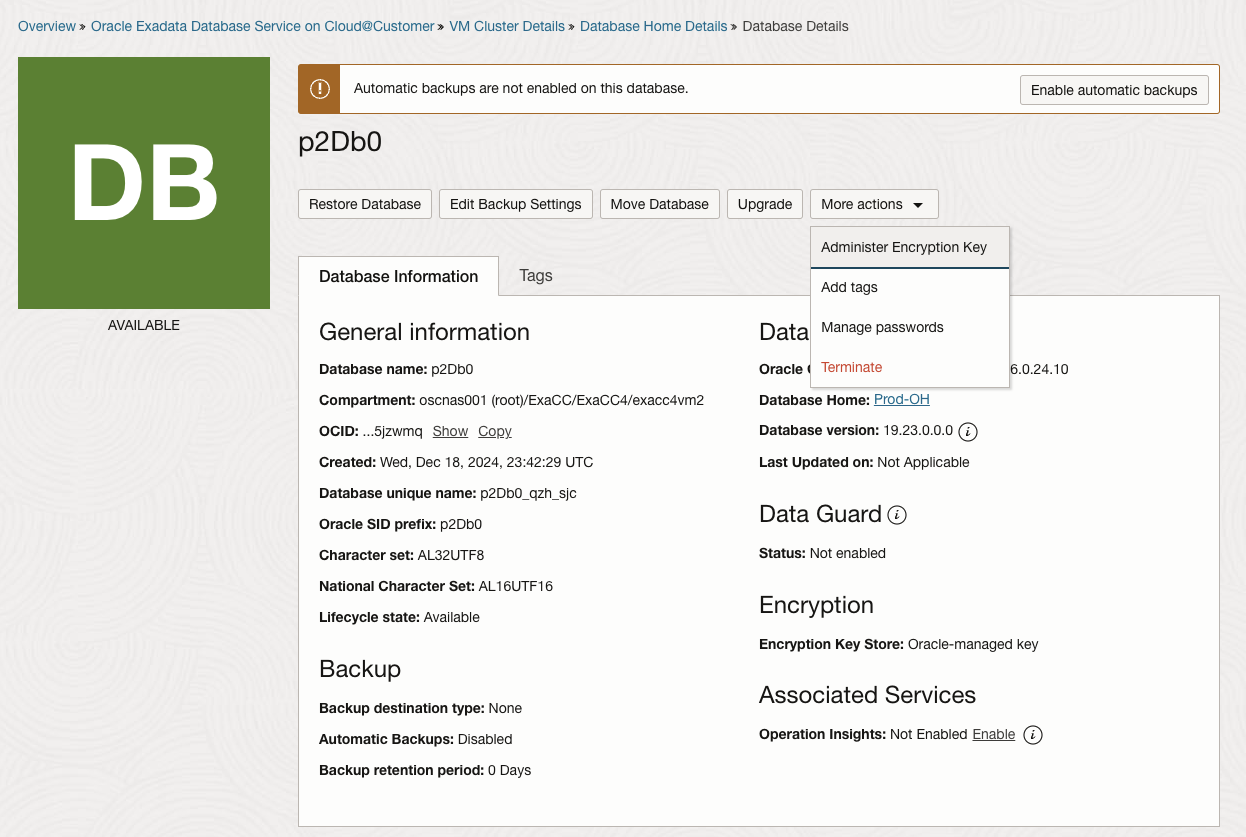 Overview » Oracle Exadata Database Service on Cloud@Customer » VM Cluster Details » Database Home Details » Database Details
DB
AVAILABLE
! Automatic backups are not enabled on this database. Enable automatic backups
p2Db0
Restore Database Edit Backup Settings Move Database Upgrade More actions
Administer Encryption Key
Add tags
Manage passwords
Terminate
Database Information Tags
General information
Database name: p2Db0
Compartment: oscnas001 (root)/ExaCC/ExaCC4/exacc4vm2
OCID: ...5jzwmq Show Copy
Created: Wed, Dec 18, 2024, 23:42:29 UTC
Database unique name: p2Db0_qzh_sjc
Oracle SID prefix: p2Db0
Character set: AL32UTF8
National Character Set: AL16UTF16
Lifecycle state: Available
Backup
Backup destination type: None
Automatic Backups: Disabled
Backup retention period: 0 Days
Data
Oracle 6.0.24.10
Database Home: Prod-OH
Database version: 19.23.0.0.0 i
Last Updated on: Not Applicable
Data Guard i
Status: Not enabled
Encryption
Encryption Key Store: Oracle-managed key
Associated Services
Operation Insights: Not Enabled Enable i